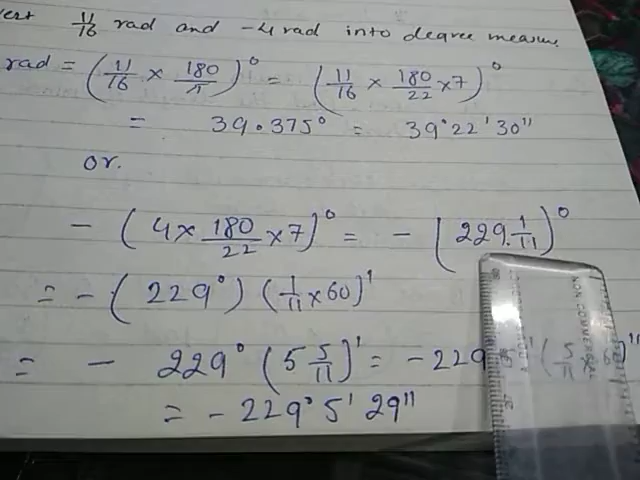 11/16 rad and -4 rad into degree measure
rad = (11/16 × 180/π)° = (11/16 × 180/22 × 7)°
= 39.375° = 39°22'30"
or.
- (4 × 180/22 × 7)° = - (229.1/11)°
= - (229°) (1/11 × 60)'
= - 229° (5 5/11)' = -229 ' (5/11 × )"
= - 229° 5' 29"